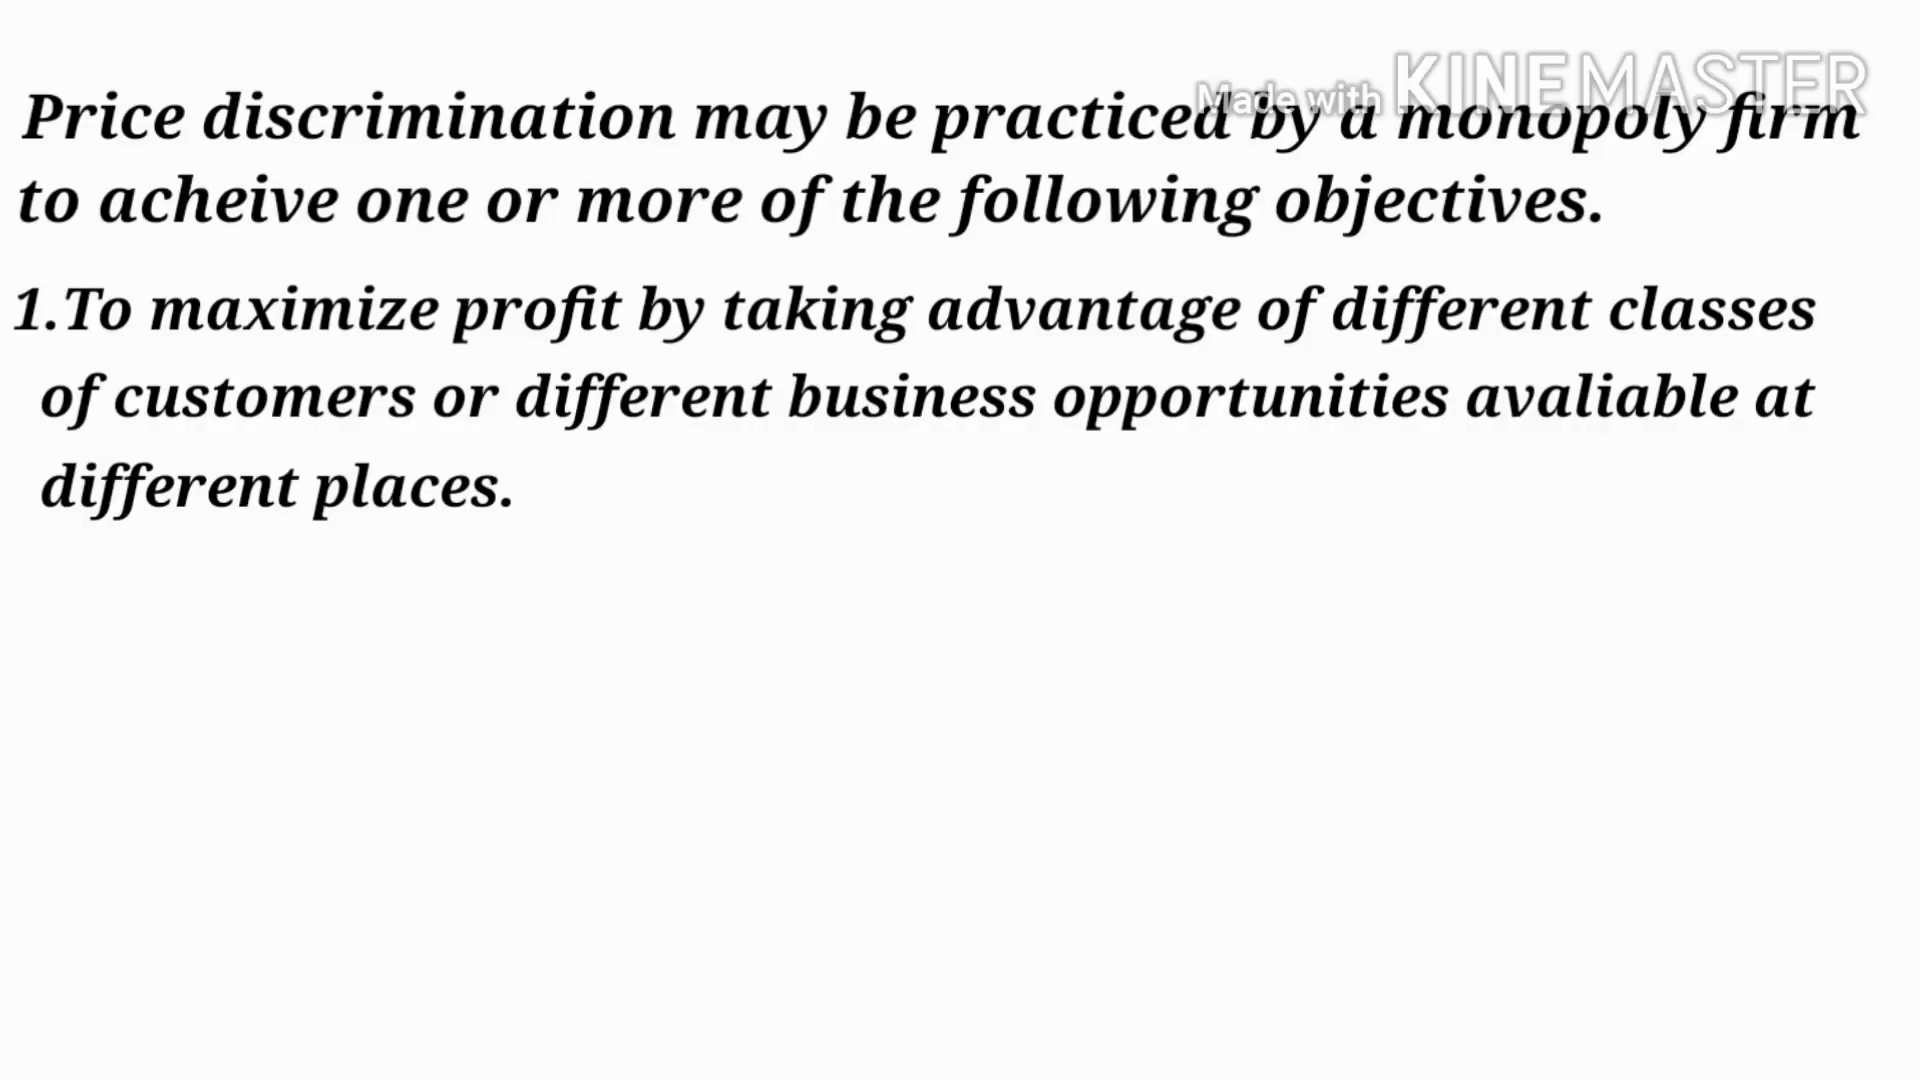 Made with KINEMASTER
Price discrimination may be practiced by a monopoly firm
to acheive one or more of the following objectives.
1.To maximize profit by taking advantage of different classes
of customers or different business opportunities avaliable at
different places.